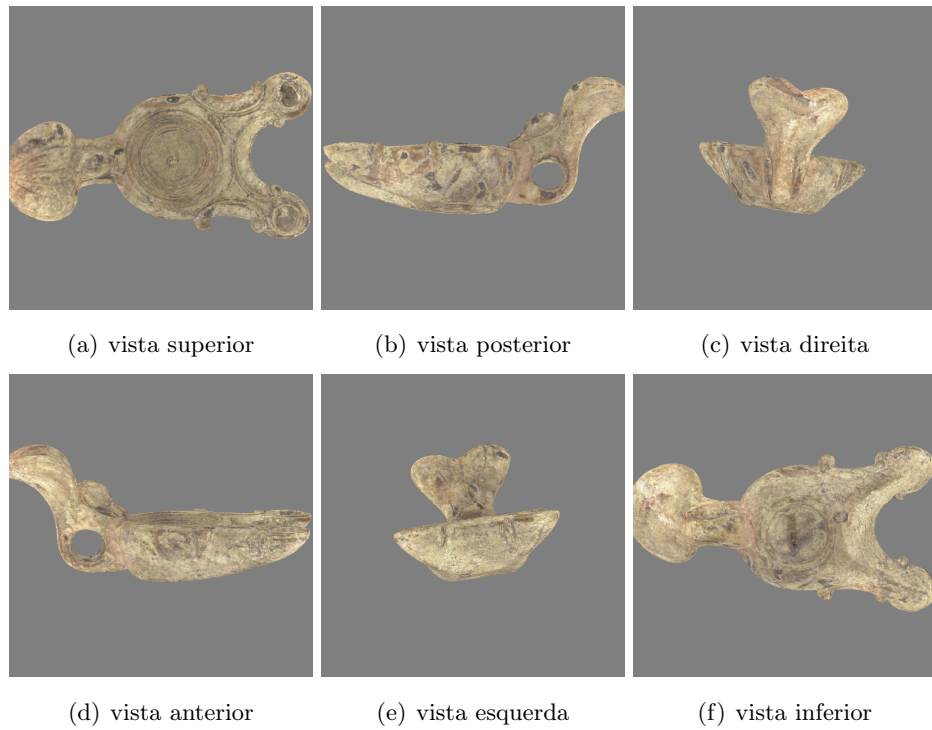 (a) vista superior
(b) vista posterior
(c) vista direita
(d) vista anterior
(e) vista esquerda
(f) vista inferior